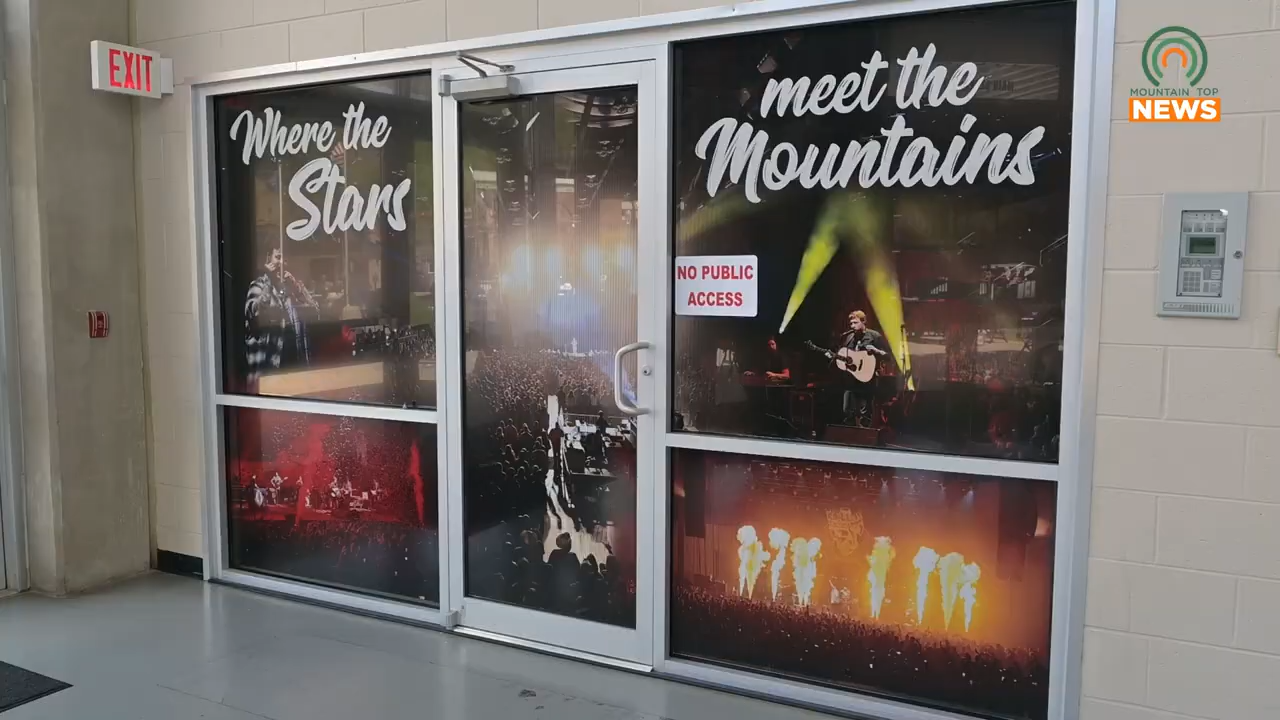 EXIT
Where the
Stars
meet the
Mountains
NO PUBLIC
ACCESS
MOUNTAIN TOP
NEWS